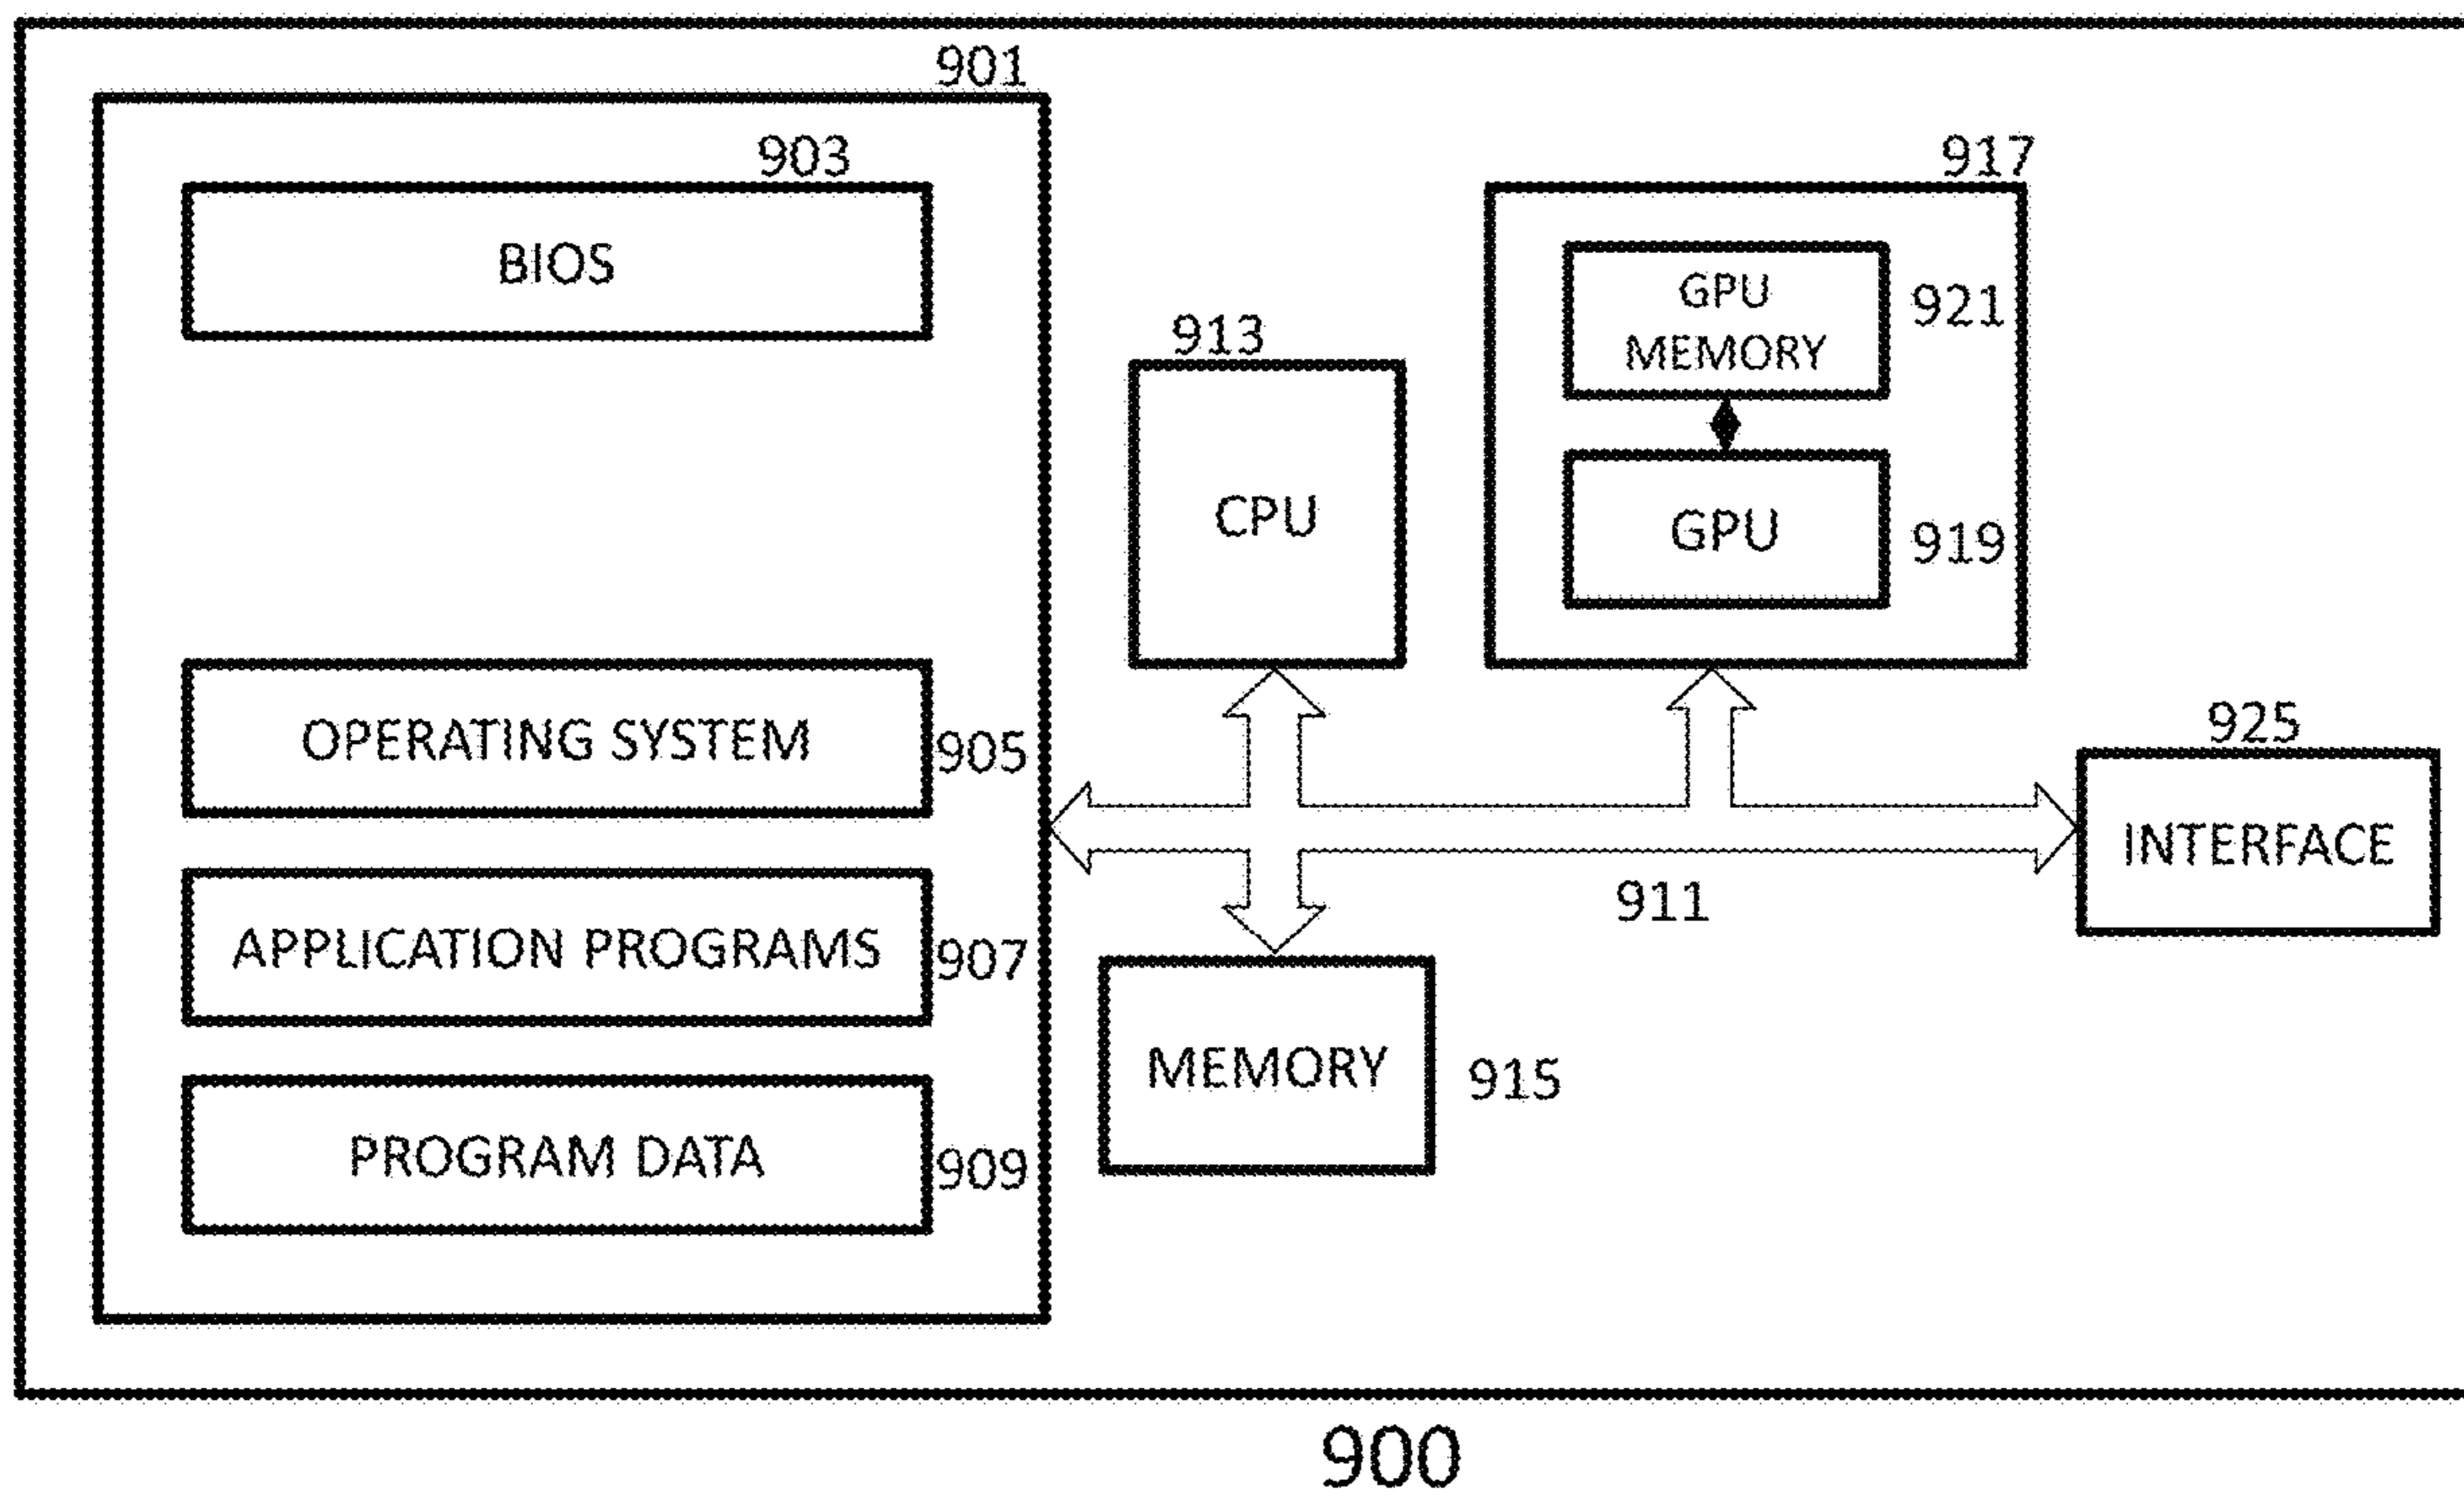 901
903
BIOS
OPERATING SYSTEM
905
APPLICATION PROGRAMS
907
PROGRAM DATA
909
913
CPU
917
GPU
MEMORY
921
GPU
919
925
INTERFACE
911
MEMORY
915
900